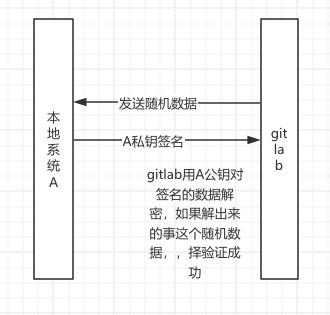 发送随机数据
本
地
系
统
A
A私钥签名
git
la
b
gitlab用A公钥对
签名的数据解
密，如果解出来
的事这个随机数
据，，择验证成
功